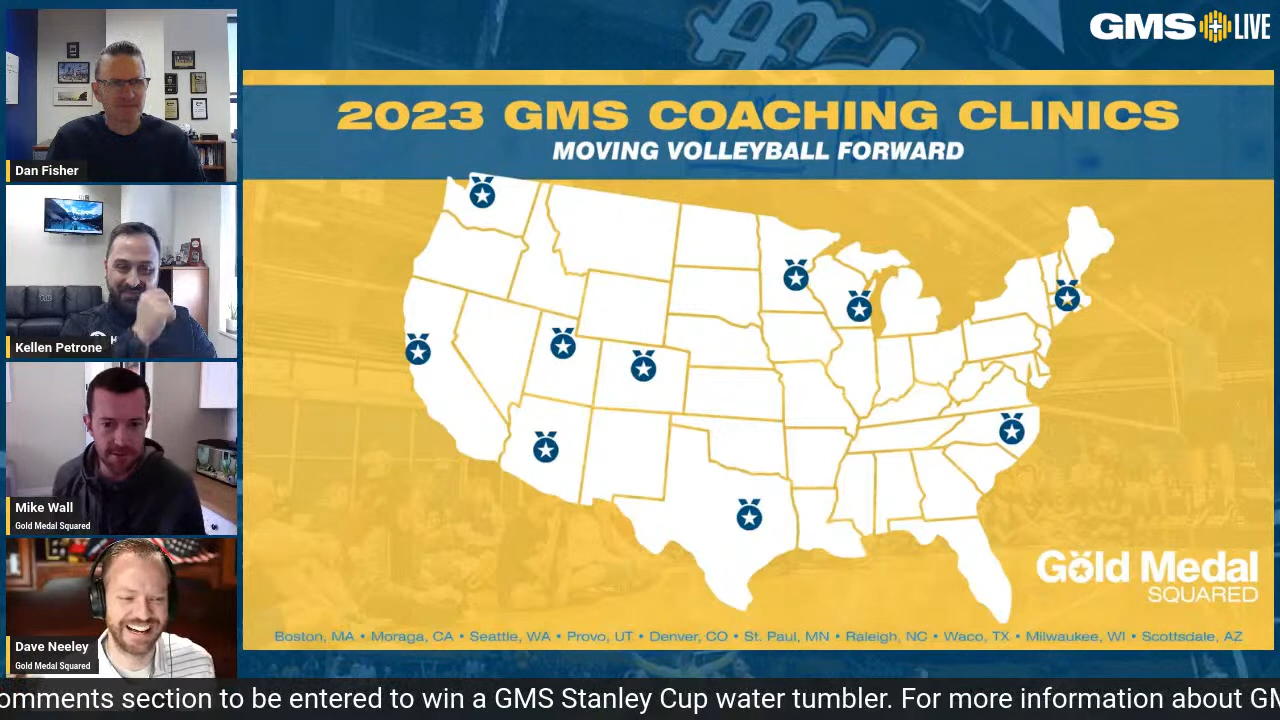 GMS LIVE
2023 GMS COACHING CLINICS
MOVING VOLLEYBALL FORWARD
Dan Fisher
Kellen Petrone
Mike Wall
Gold Medal Squared
Dave Neeley
Gold Medal Squared
Gold Medal
SQUARED
Boston, MA • Moraga, CA • Seattle, WA • Provo, UT • Denver, CO • St. Paul, MN • Raleigh, NC • Waco, TX • Milwaukee, WI • Scottsdale, AZ
omments section to be entered to win a GMS Stanley Cup water tumbler. For more information about GM